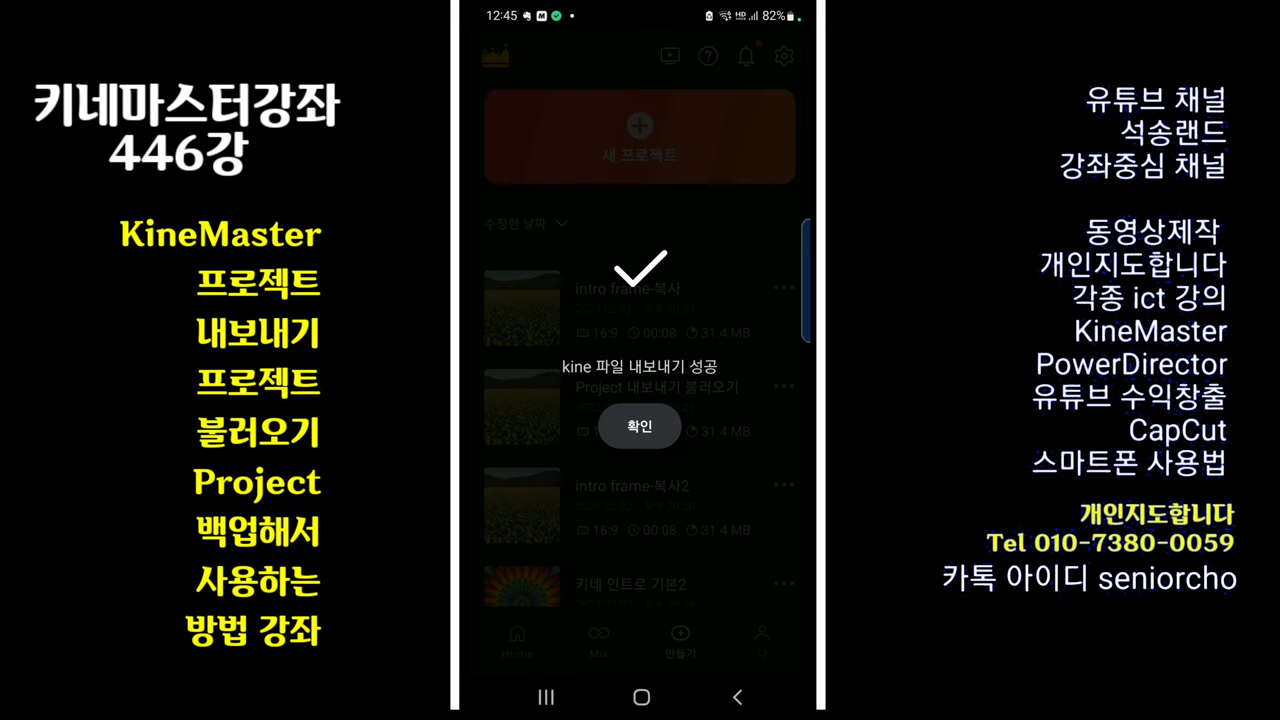 키네마스터강좌
446강
KineMaster
프로젝트
내보내기
프로젝트
불러오기
Project
백업해서
사용하는
방법 강좌
12:45
82%
새 프로젝트
수정한 날짜
intro frame-복사
16:9 00:08 31.4 MB
kine 파일 내보내기 성공
Project 내보내기 불러오기
31.4 MB
확인
intro frame-복사2
16:9 00:08 31.4 MB
키네 인트로 기본2
Home Mix 만들기 나
유튜브 채널
석송랜드
강좌중심 채널
동영상제작
개인지도합니다
각종 ict 강의
KineMaster
PowerDirector
유튜브 수익창출
CapCut
스마트폰 사용법
개인지도합니다
Tel 010-7380-0059
카톡 아이디 seniorcho